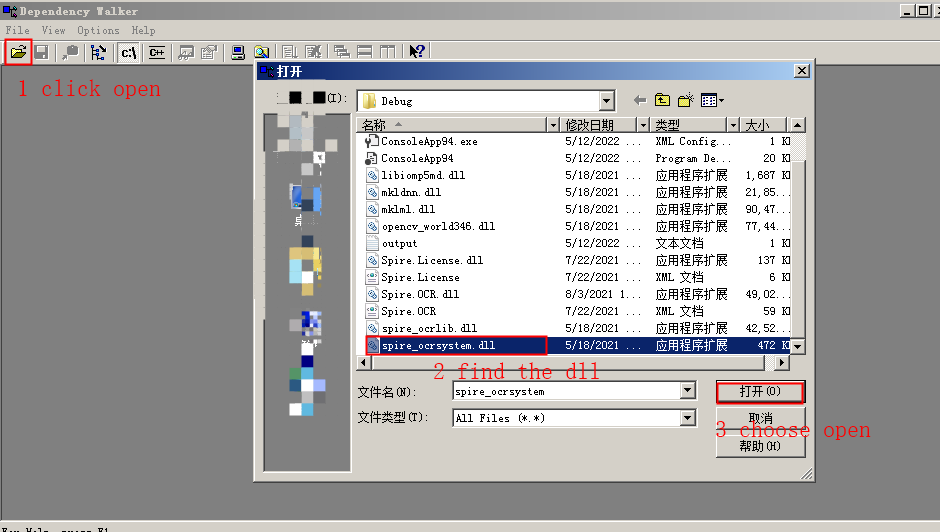 Dependency Walker
File View Options Help
C:\ C++
1 click open
打开
(I): Debug
名称 修改日期 类型 大小
ConsoleApp94.exe 5/12/2022 ... XML Config... 1 K
ConsoleApp94 5/12/2022 ... Program De... 20 K
libiomp5md.dll 5/18/2021 ... 应用程序扩展 1,687 K
mkldnn.dll 5/18/2021 ... 应用程序扩展 21,85...
mklml.dll 5/18/2021 ... 应用程序扩展 90,47...
opencv_world346.dll 5/18/2021 ... 应用程序扩展 77,44...
output 5/12/2022 ... 文本文档 1 K
Spire.License.dll 7/22/2021 ... 应用程序扩展 137 K
Spire.License 7/22/2021 ... XML 文档 6 K
Spire.OCR.dll 8/3/2021 1... 应用程序扩展 49,02...
Spire.OCR 7/22/2021 ... XML 文档 59 K
spire_ocrlib.dll 5/18/2021 ... 应用程序扩展 42,52...
spire_ocrsystem.dll 5/18/2021 ... 应用程序扩展 472 K
2 find the dll
文件名(N): spire_ocrsystem 打开(O)
文件类型(T): All Files (*.*) 取消
3 choose open
帮助(H)